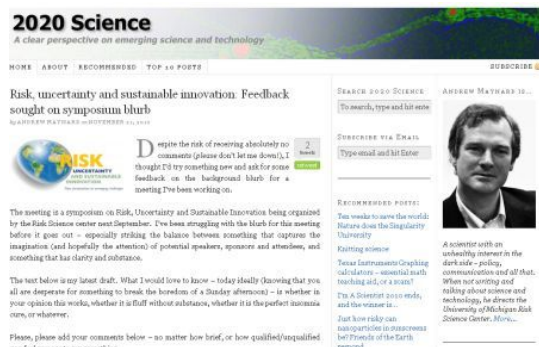 2020 Science
A clear perspective on emerging science and technology
HOME ABOUT RECOMMENDED TOP 10 POSTS
SUBSCRIBE
Risk, uncertainty and sustainable innovation: Feedback
sought on symposium blurb
by ANDREW MAYNARD on NOVEMBER
RISK
UNCERTAINTY
AND SUSTAINABLE
INNOVATION
Despite the risk of receiving absolutely no
comments (please don't let me down!), I
thought I'd try something new and ask for some
feedback on the background blurb for a
meeting I've been working on.
2
The meeting is a symposium on Risk, Uncertainty and Sustainable Innovation being organized
by the Risk Science center next September. I've been struggling with the blurb for this meeting
before it goes out – especially striking the balance between something that captures the
imagination (and hopefully the attention) of potential speakers, sponsors and attendees, and
something that has clarity and substance.
The text below is my latest draft. What I would love to know – today ideally (knowing that you
all are desperate for something to break the boredom of a Sunday afternoon) – is whether in
your opinion this works, whether it is fluff without substance, whether it is the perfect insomnia
cure, or whatever.
Please, please add your comments below – no matter how brief, or how qualified/unqualified
SEARCH 2020 SCIENCE
To search, type and hit ente
SUBSCRIBE VIA EMAIL
Type email and hit Enter
RECOMMENDED POSTS:
Ten weeks to save the world:
Nature does the Singularity
University
Knitting science
Texas Instruments Graphing
calculators – essential math
teaching aid, or a scam?
I'm A Scientist 2010 ends,
and the winner is...
Just how risky can
nanoparticles in sunscreens
be? Friends of the Earth
ANDREW MAYNARD IS...
A scientist with an
unhealthy interest in the
dark side – policy,
communication and all that.
When not writing and
talking about science and
technology, he directs the
University of Michigan Risk
Science Center. More...